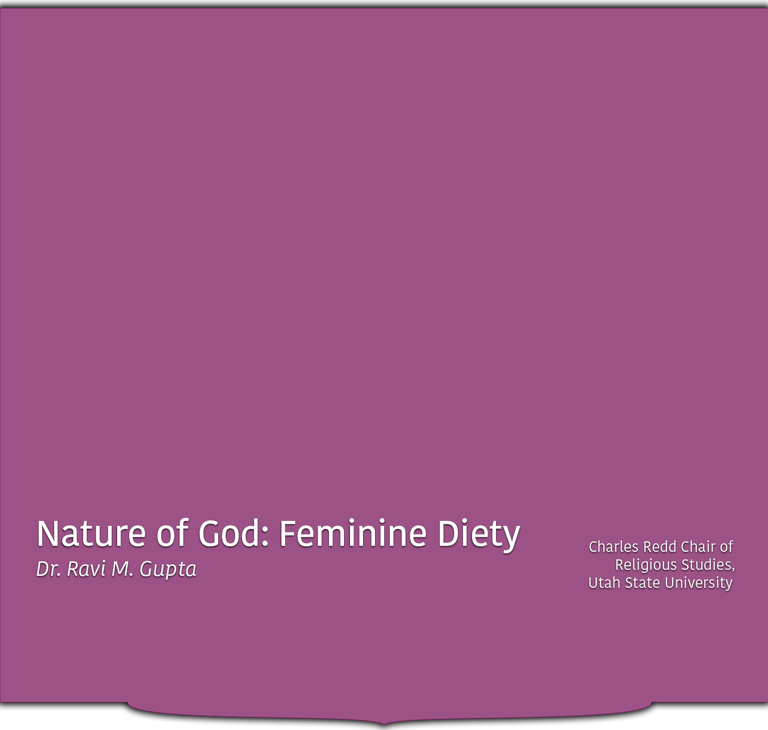 Nature of God: Feminine Diety
Dr. Ravi M. Gupta
Charles Redd Chair of
Religious Studies,
Utah State University